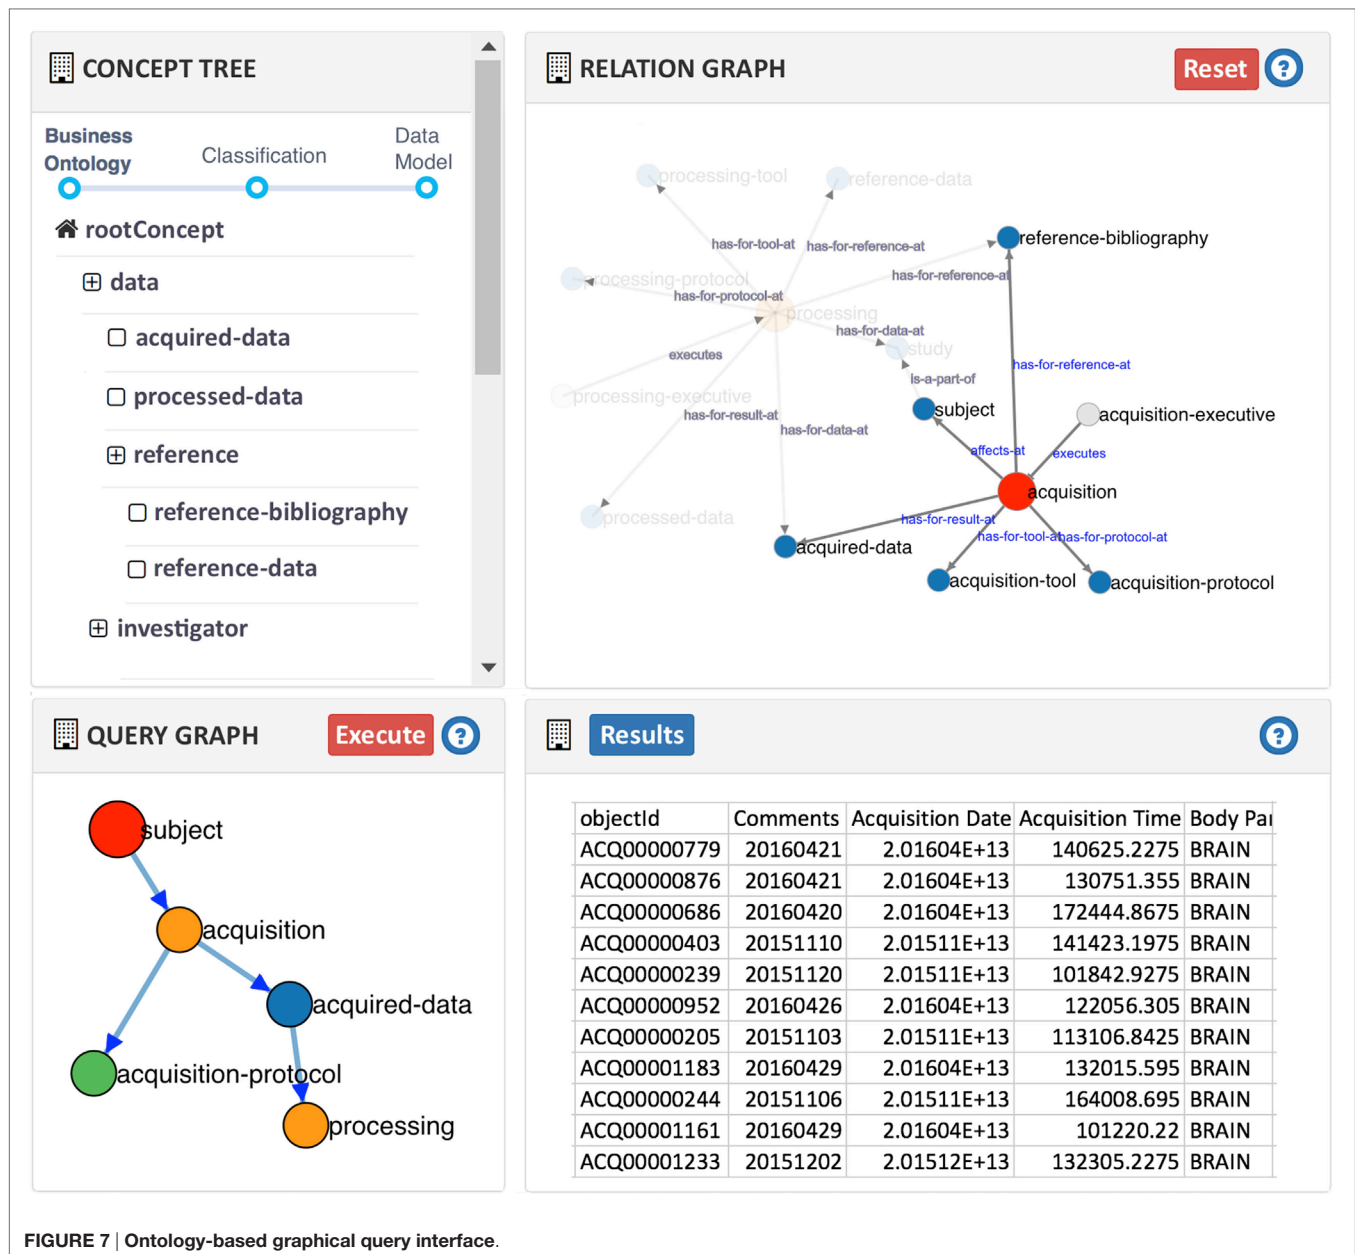 CONCEPT TREE
Business
Ontology
Classification
Data
Model
rootConcept
data
acquired-data
processed-data
reference
reference-bibliography
reference-data
investigator
RELATION GRAPH
Reset
?
processing-tool
reference-data
reference-bibliography
has-for-tool-at
has-for-reference-at
has-for-reference-at
processing-protocol
has-for-protocol-at
processing
has-for-data-at
study
executes
has-for-reference-at
is-a-part-of
processing-executive
has-for-result-at
subject
acquisition-executive
has-for-data-at
affects-at
executes
acquisition
processed-data
has-for-result-at
acquired-data
has-for-tool-at
has-for-protocol-at
acquisition-tool
acquisition-protocol
QUERY GRAPH
Execute
?
subject
acquisition
acquired-data
acquisition-protocol
processing
Results
?
objectId Comments Acquisition Date Acquisition Time Body Par
ACQ00000779 20160421 2.01604E+13 140625.2275 BRAIN
ACQ00000876 20160421 2.01604E+13 130751.355 BRAIN
ACQ00000686 20160420 2.01604E+13 172444.8675 BRAIN
ACQ00000403 20151110 2.01511E+13 141423.1975 BRAIN
ACQ00000239 20151120 2.01511E+13 101842.9275 BRAIN
ACQ00000952 20160426 2.01604E+13 122056.305 BRAIN
ACQ00000205 20151103 2.01511E+13 113106.8425 BRAIN
ACQ00001183 20160429 2.01604E+13 132015.595 BRAIN
ACQ00000244 20151106 2.01511E+13 164008.695 BRAIN
ACQ00001161 20160429 2.01604E+13 101220.22 BRAIN
ACQ00001233 20151202 2.01512E+13 132305.2275 BRAIN
FIGURE 7 | Ontology-based graphical query interface.